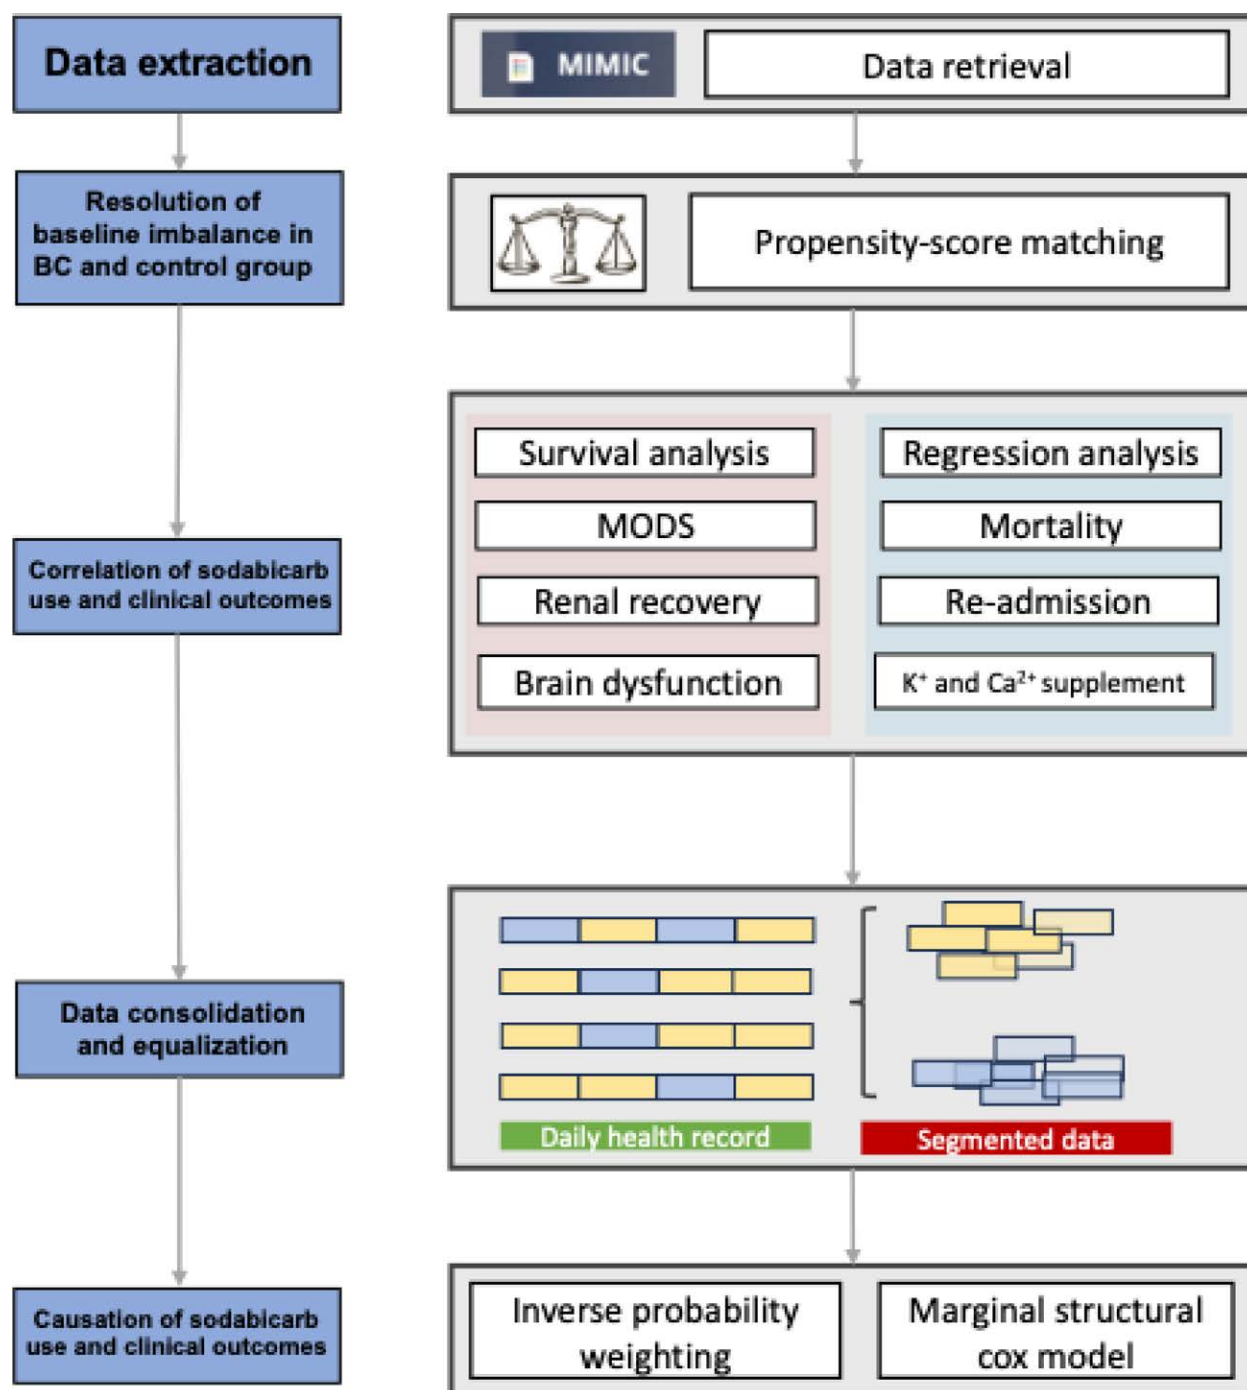 Data extraction
MIMIC
Data retrieval
Resolution of
baseline imbalance in
BC and control group
Propensity-score matching
Correlation of sodabicarb
use and clinical outcomes
Survival analysis
MODS
Renal recovery
Brain dysfunction
Regression analysis
Mortality
Re-admission
K⁺ and Ca²⁺ supplement
Data consolidation
and equalization
Daily health record
Segmented data
Causation of sodabicarb
use and clinical outcomes
Inverse probability
weighting
Marginal structural
cox model